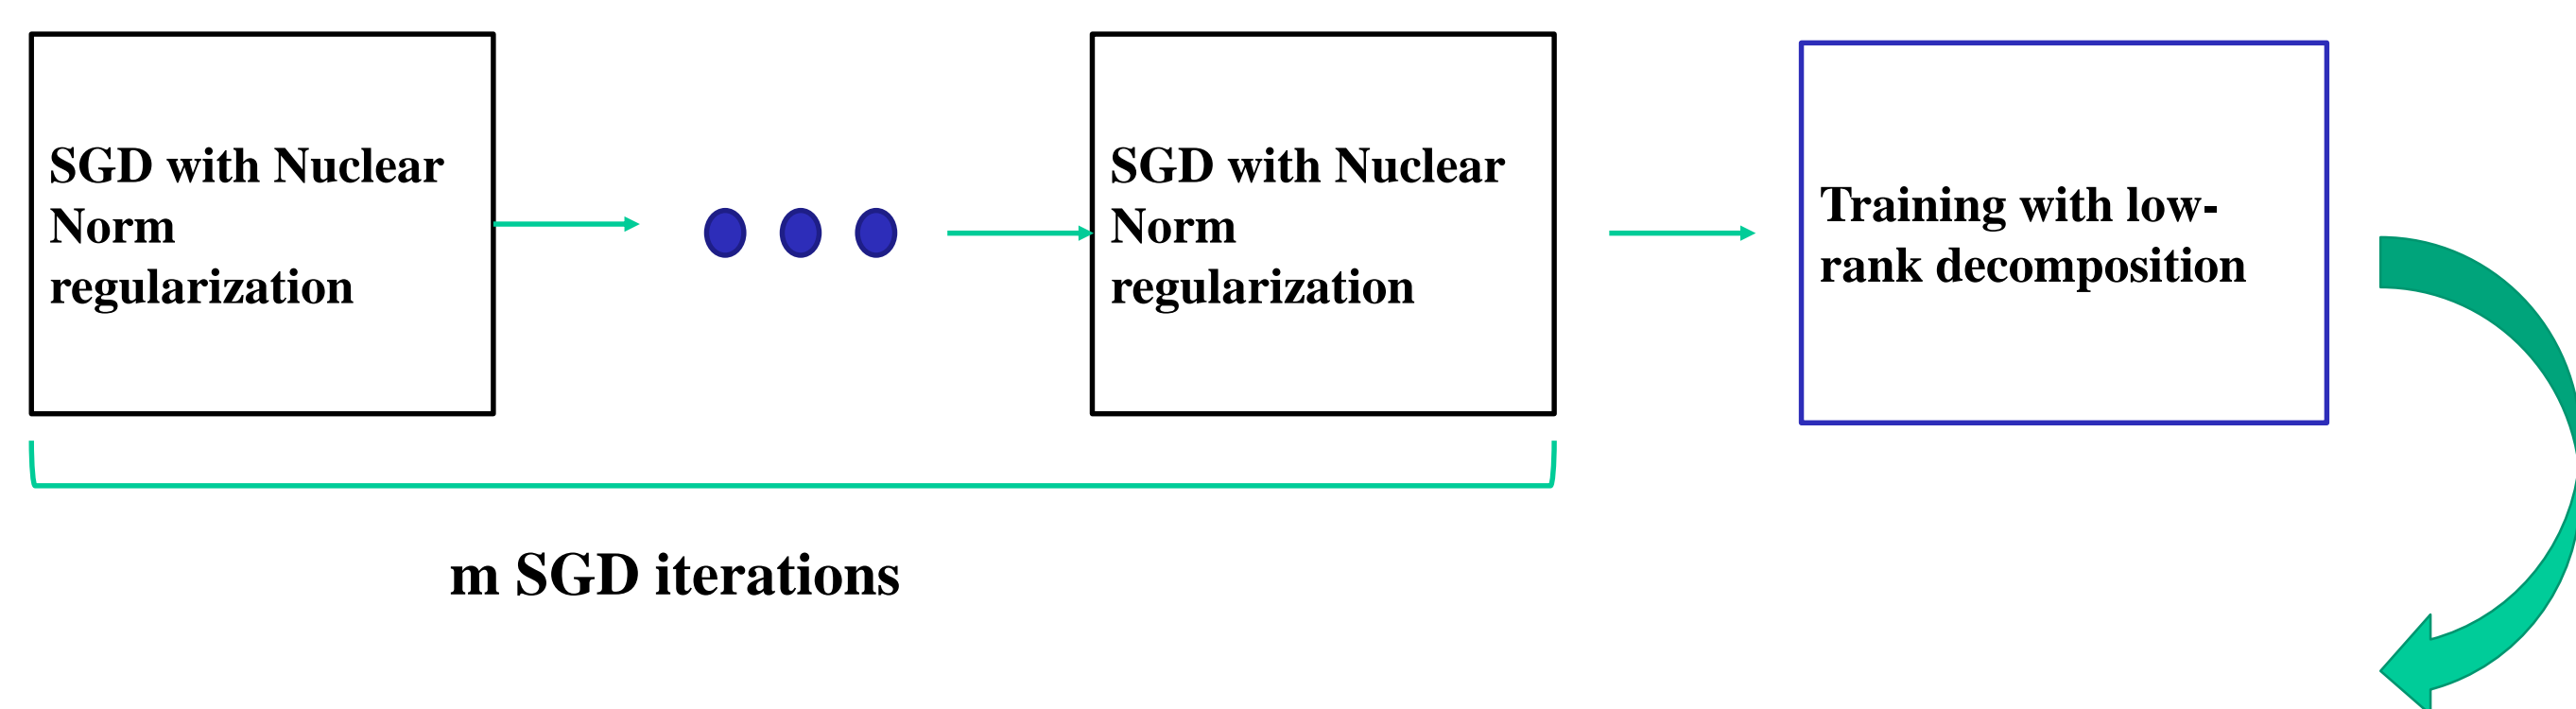 SGD with Nuclear
Norm
regularization
SGD with Nuclear
Norm
regularization
Training with low-
rank decomposition
m SGD iterations